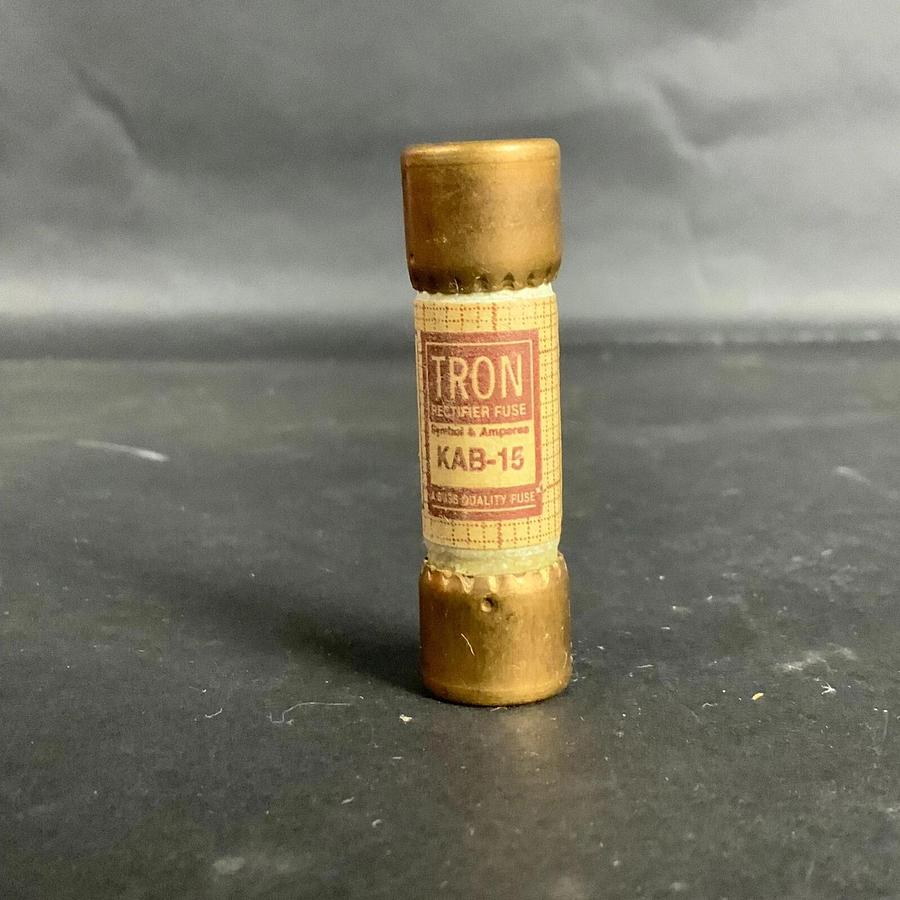 TRON
RECTIFIER FUSE
Symbol & Amperes
KAB-15
A BUSS QUALITY FUSE